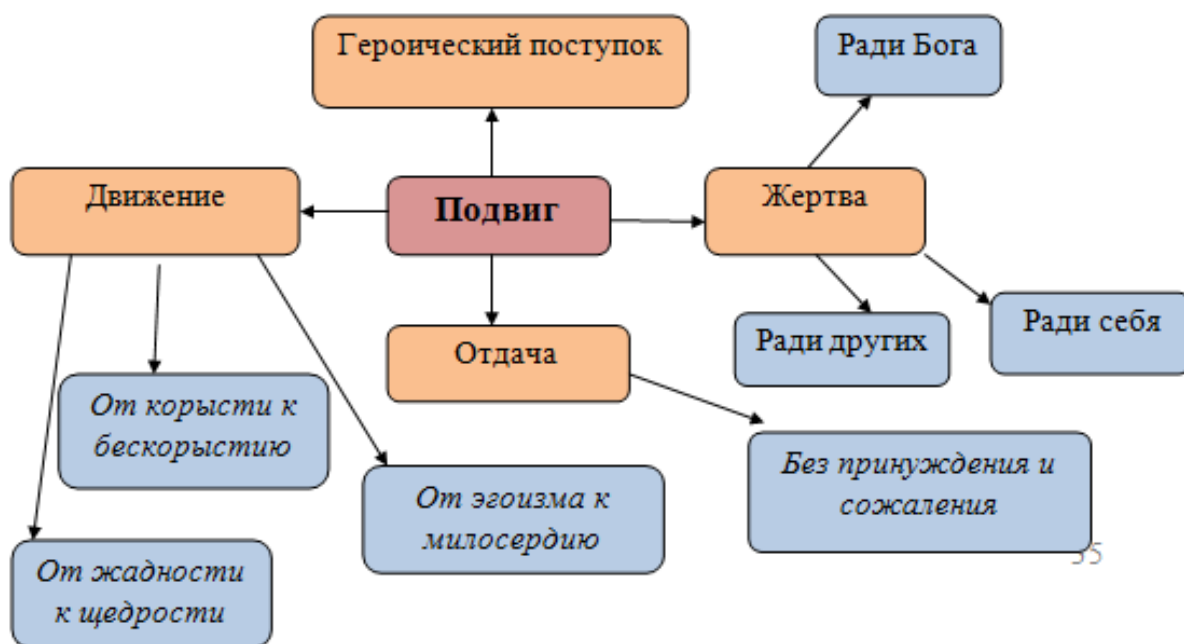 Героический поступок
Ради Бога
Движение
Подвиг
Жертва
Ради других
Ради себя
Отдача
От корысти к
бескорыстию
Без принуждения и
сожаления
От эгоизма к
милосердию
От жадности
к щедрости